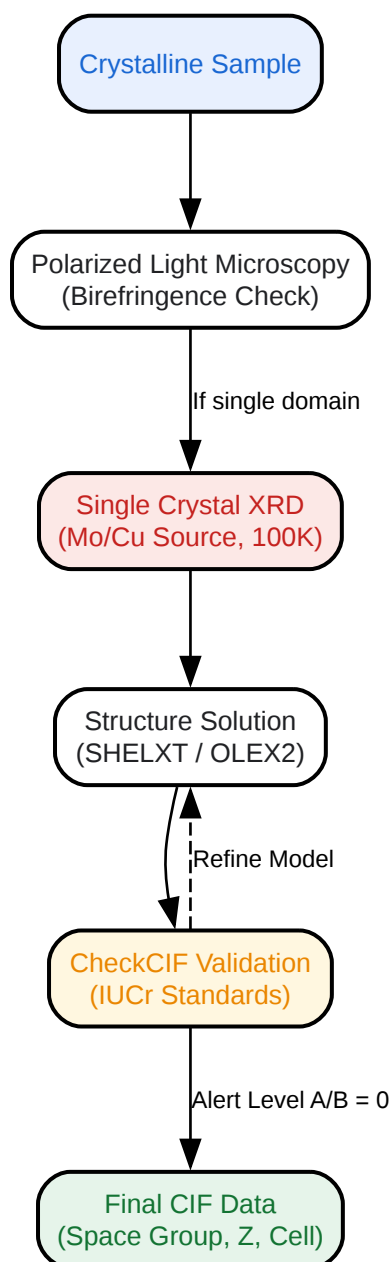 Crystalline Sample
Polarized Light Microscopy
(Birefringence Check)
If single domain
Single Crystal XRD
(Mo/Cu Source, 100K)
Structure Solution
(SHELXT / OLEX2)
Refine Model
CheckCIF Validation
(IUCr Standards)
Alert Level A/B = 0
Final CIF Data
(Space Group, Z, Cell)